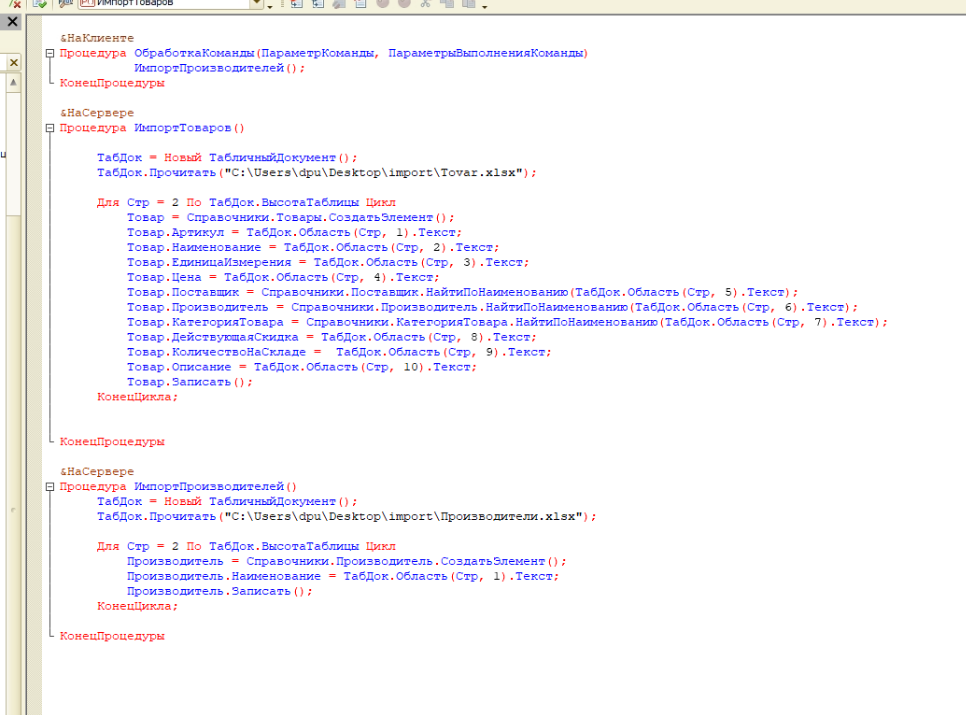 ИмпортТоваров
&НаКлиенте
Процедура ОбработкаКоманды(ПараметрКоманды, ПараметрыВыполненияКоманды)
ИмпортПроизводителей();
КонецПроцедуры
&НаСервере
Процедура ИмпортТоваров()
ТабДок = Новый ТабличныйДокумент();
ТабДок.Прочитать("C:\Users\dpu\Desktop\import\Tovar.xlsx");
Для Стр = 2 По ТабДок.ВысотаТаблицы Цикл
Товар = Справочники.Товары.СоздатьЭлемент();
Товар.Артикул = ТабДок.Область(Стр, 1).Текст;
Товар.Наименование = ТабДок.Область(Стр, 2).Текст;
Товар.ЕдиницаИзмерения = ТабДок.Область(Стр, 3).Текст;
Товар.Цена = ТабДок.Область(Стр, 4).Текст;
Товар.Поставщик = Справочники.Поставщик.НайтиПоНаименованию(ТабДок.Область(Стр, 5).Текст);
Товар.Производитель = Справочники.Производитель.НайтиПоНаименованию(ТабДок.Область(Стр, 6).Текст);
Товар.КатегорияТовара = Справочники.КатегорияТовара.НайтиПоНаименованию(ТабДок.Область(Стр, 7).Текст);
Товар.ДействующаяСкидка = ТабДок.Область(Стр, 8).Текст;
Товар.КоличествоНаСкладе =  ТабДок.Область(Стр, 9).Текст;
Товар.Описание = ТабДок.Область(Стр, 10).Текст;
Товар.Записать();
КонецЦикла;
КонецПроцедуры
&НаСервере
Процедура ИмпортПроизводителей()
ТабДок = Новый ТабличныйДокумент();
ТабДок.Прочитать("C:\Users\dpu\Desktop\import\Производители.xlsx");
Для Стр = 2 По ТабДок.ВысотаТаблицы Цикл
Производитель = Справочники.Производитель.СоздатьЭлемент();
Производитель.Наименование = ТабДок.Область(Стр, 1).Текст;
Производитель.Записать();
КонецЦикла;
КонецПроцедуры